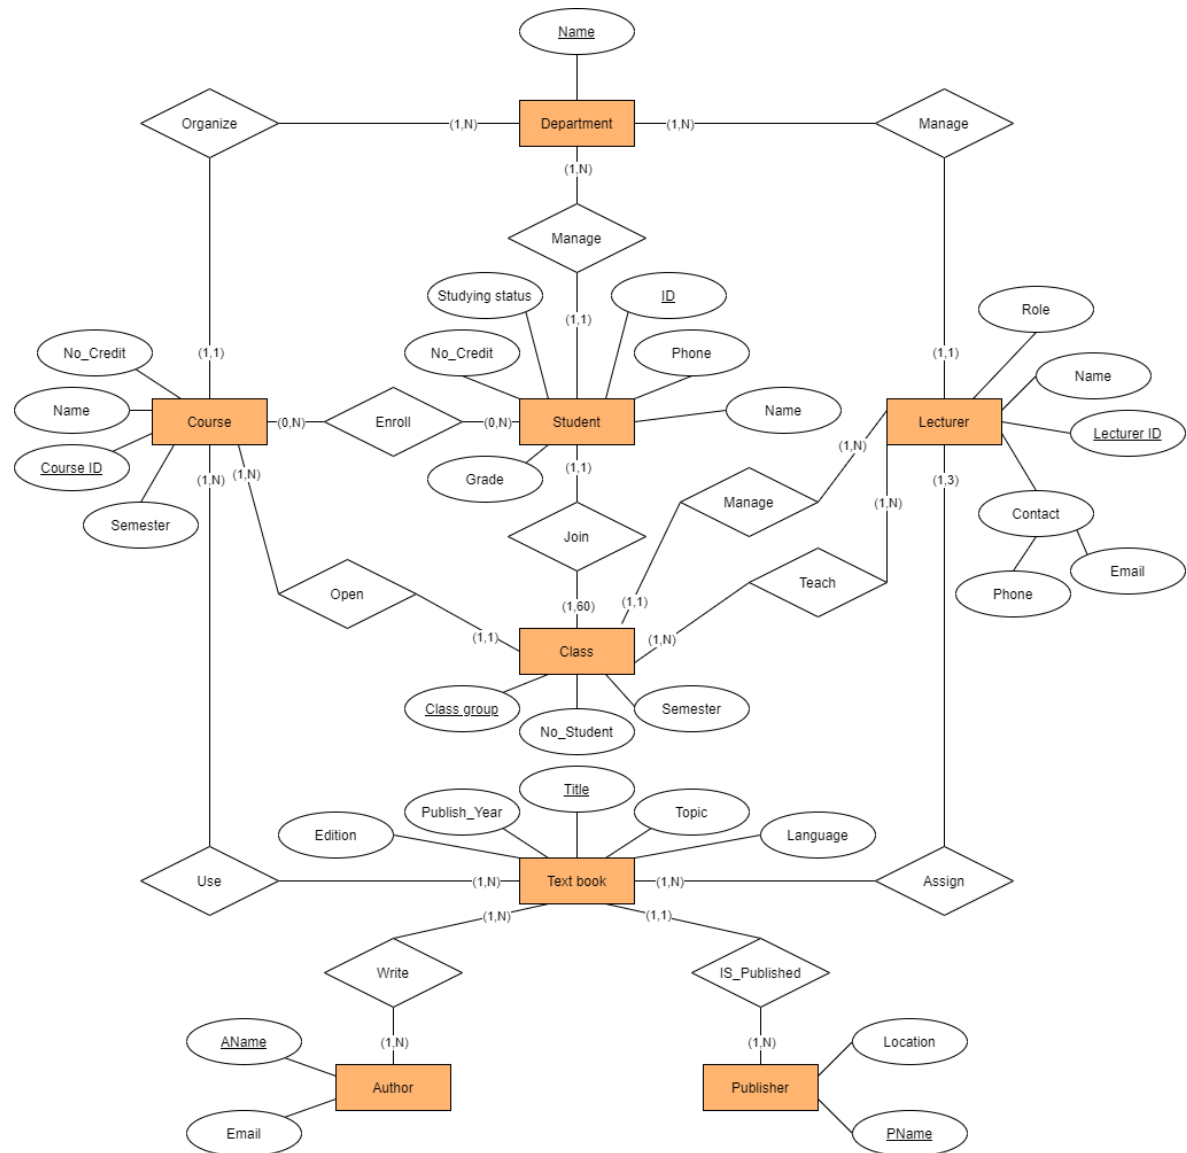 Name
Organize
(1,N)
Department
(1,N)
Manage
(1,N)
Manage
Studying status
ID
Role
(1,1)
No_Credit
No_Credit
Phone
(1,1)
(1,1)
Name
Name
Name
Course
(0,N)
Enroll
(0,N)
Student
Lecturer
Lecturer ID
(1,N)
Course ID
(1,N)
(1,N)
(1,1)
Grade
(1,3)
Manage
(1,N)
Semester
Contact
Join
Email
Open
Teach
Phone
(1,1)
(1,60)
(1,1)
(1,N)
Class
Class group
Semester
No_Student
Title
Publish_Year
Topic
Edition
Language
Use
(1,N)
Text book
(1,N)
Assign
(1,N)
(1,1)
Write
IS_Published
AName
(1,N)
(1,N)
Location
Author
Publisher
Email
PName